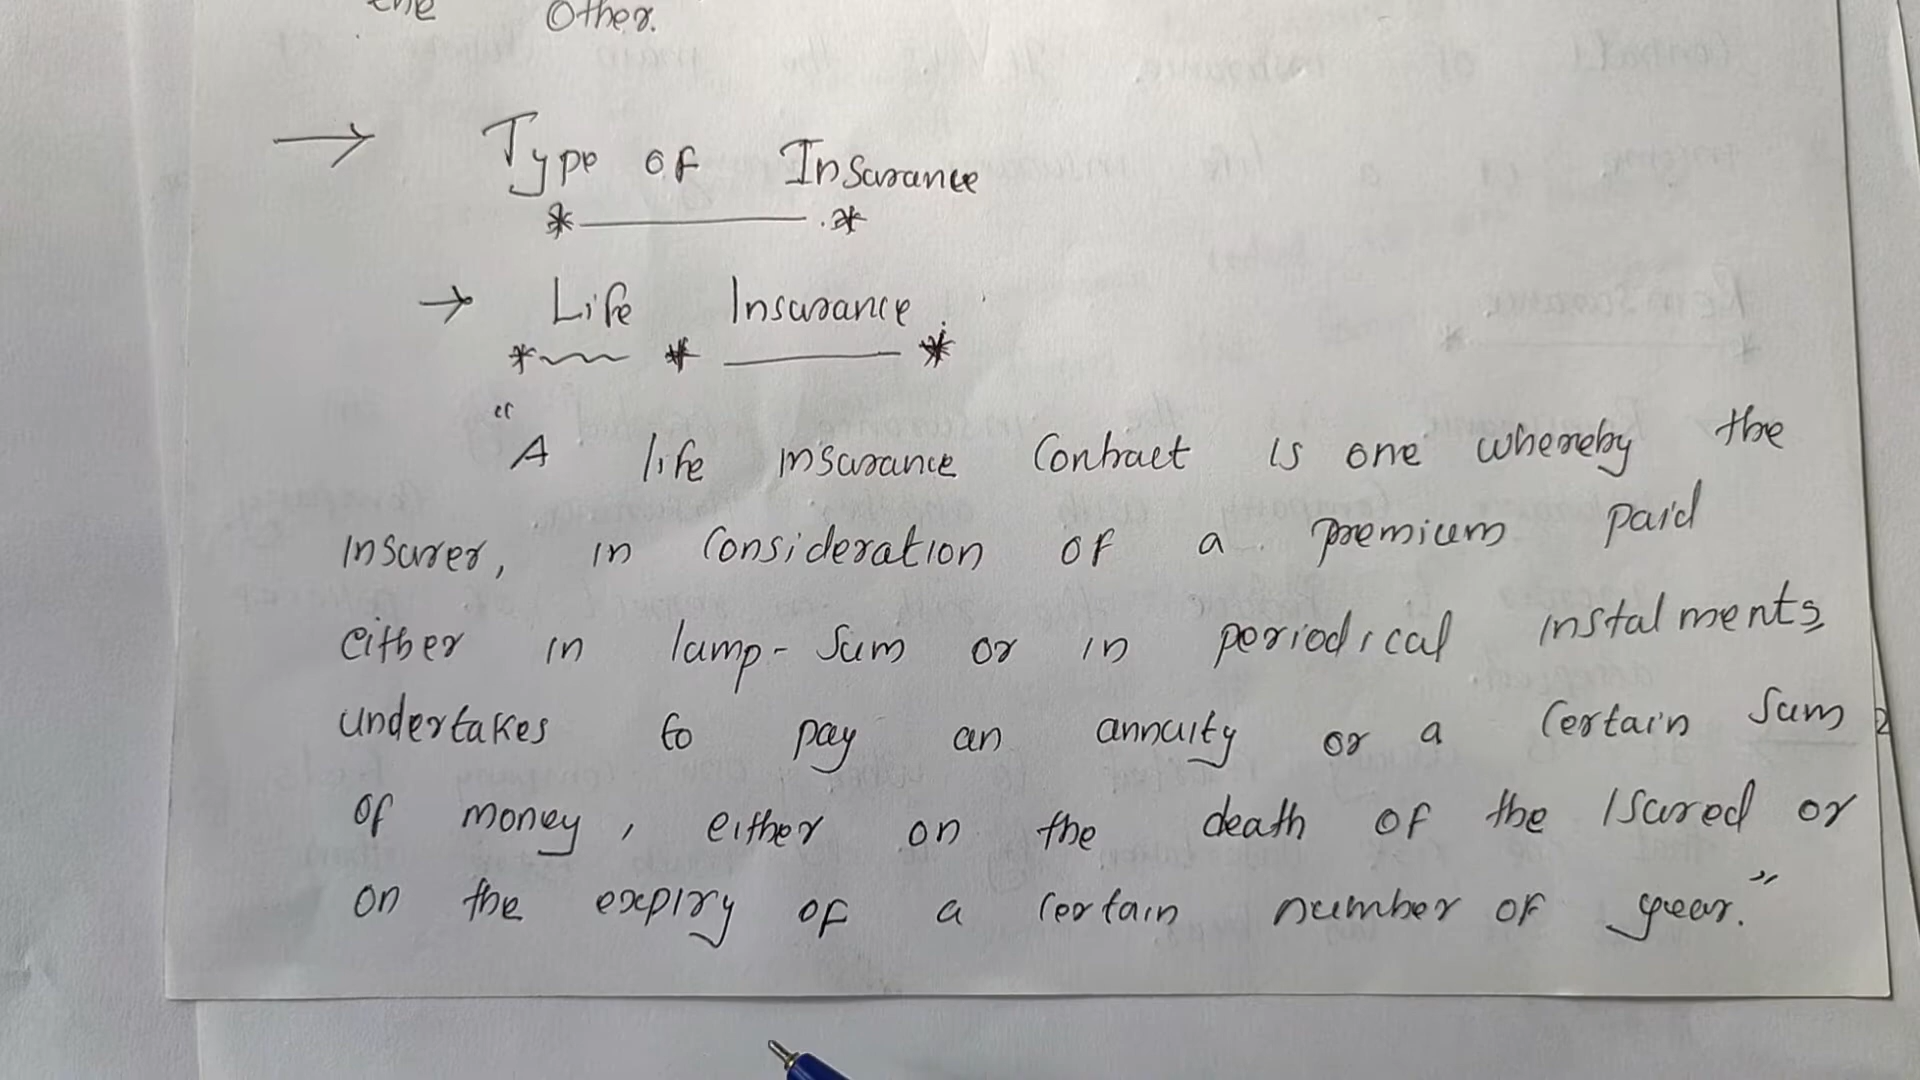 the Other.
→ Type of Insurance
→ Life Insurance.
"A life insurance Contract is one whereby the
insurer, in Consideration of a premium paid
either in lamp-sum or in periodical instalments,
undertakes to pay an annuity or a Certain sum
of money, either on the death of the Isured or
on the expiry of a Certain number of year."